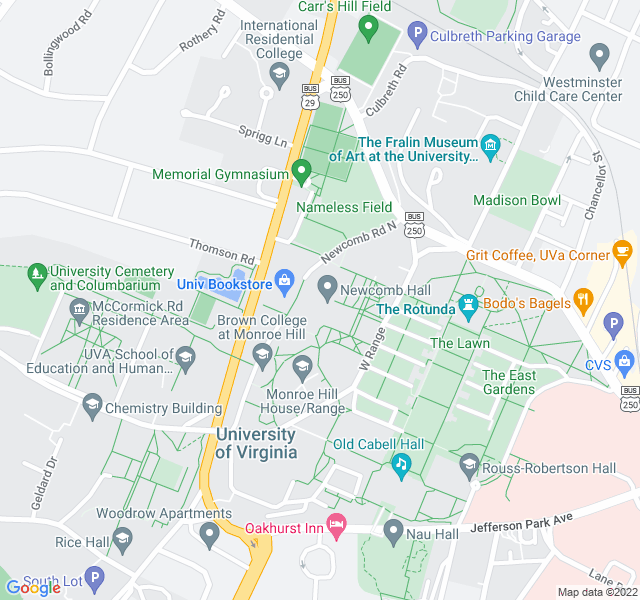 Carr's Hill Field
Bollingwood Rd
Rothery Rd
International
Residential
College
Culbreth Parking Garage
P
BUS
250
BUS
29
Culbreth Rd
Westminster
Child Care Center
Sprigg Ln
The Fralin Museum
of Art at the University...
Chancellor St
Memorial Gymnasium
Madison Bowl
Nameless Field
BUS
250
Newcomb Rd N
Thomson Rd
Grit Coffee, UVa Corner
University Cemetery
and Columbarium
Univ Bookstore
Newcomb Hall
Bodo's Bagels
McCormick Rd
Residence Area
The Rotunda
Brown College
at Monroe Hill
P
W Range
The Lawn
UVA School of
Education and Human...
CVS
The East
Gardens
Monroe Hill
House/Range
BUS
250
Chemistry Building
University
of Virginia
Old Cabell Hall
Rouss-Robertson Hall
Geldard Dr
Woodrow Apartments
Oakhurst Inn
Jefferson Park Ave
Nau Hall
Rice Hall
South Lot
P
Lane Rd
Google
Map data ©2022